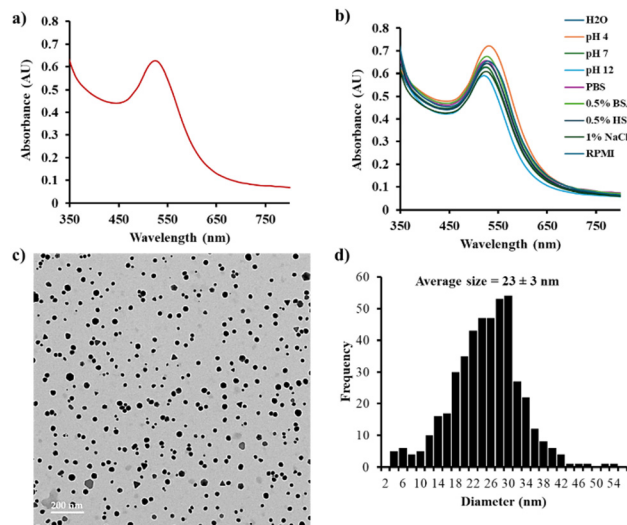 a)
0.8
0.7
0.6
0.5
0.4
0.3
0.2
0.1
0
Absorbance (AU)
350 450 550 650 750
Wavelength (nm)
b)
0.8
0.7
0.6
0.5
0.4
0.3
0.2
0.1
0
Absorbance (AU)
350 450 550 650 750
Wavelength (nm)
H2O
pH 4
pH 7
pH 12
PBS
0.5% BS
0.5% HS
1% NaCl
RPMI
c)
200 nm
d)
Average size = 23 ± 3 nm
60
50
40
30
20
10
0
Frequency
2 6 10 14 18 22 26 30 34 38 42 46 50 54
Diameter (nm)